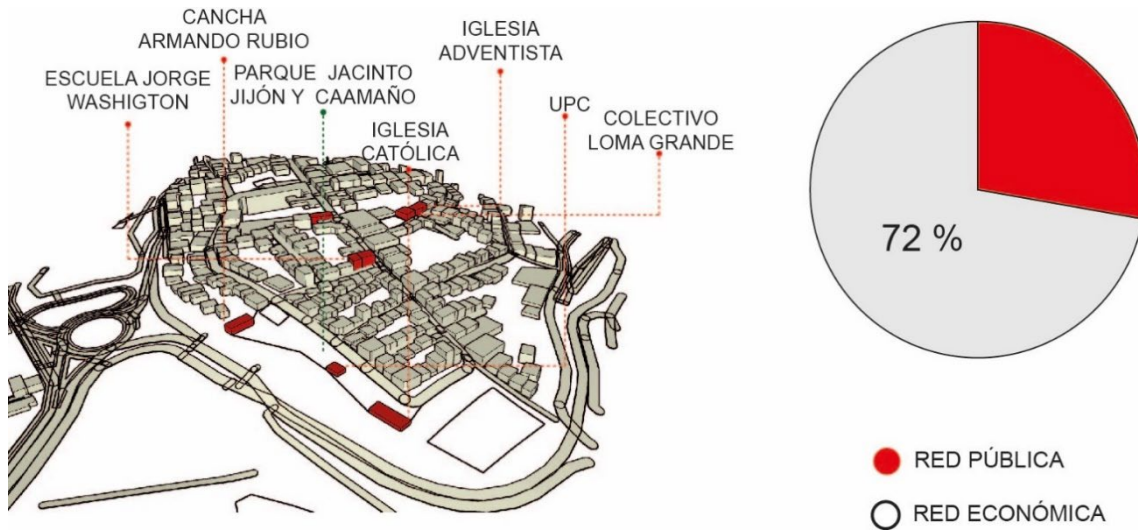 CANCHA
ARMANDO RUBIO
ESCUELA JORGE
WASHIGTON
PARQUE JACINTO
JIJÓN Y CAAMAÑO
IGLESIA
CATÓLICA
IGLESIA
ADVENTISTA
UPC
COLECTIVO
LOMA GRANDE
72 %
RED PÚBLICA
RED ECONÓMICA